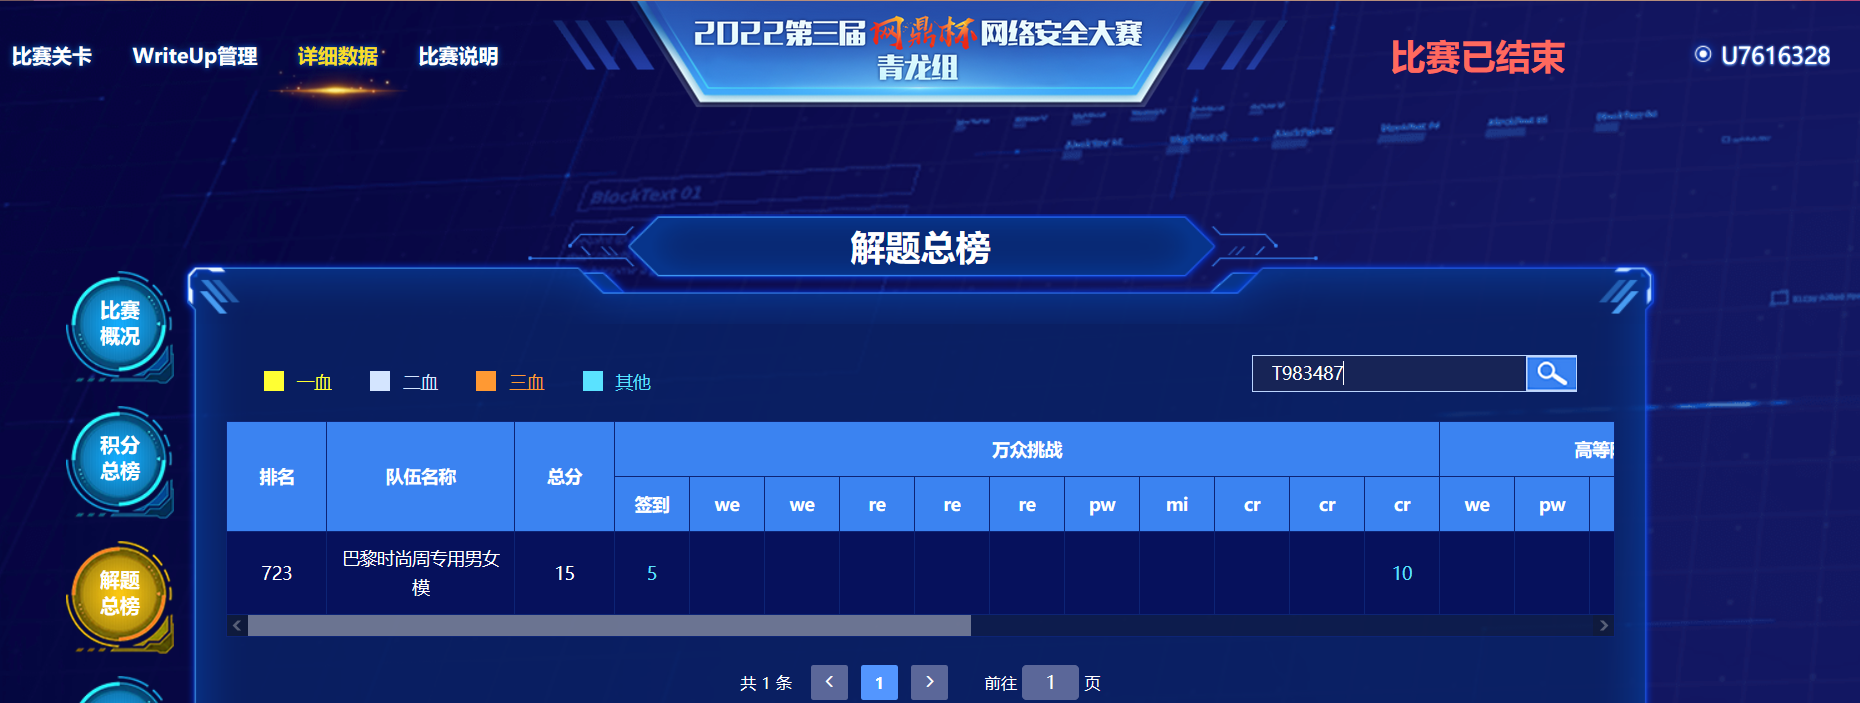 比赛关卡 WriteUp管理 详细数据 比赛说明
2022第三届网鼎杯网络安全大赛
青龙组
比赛已结束
U7616328
BlockText 01
解题总榜
比赛
概况
积分
总榜
解题
总榜
一血 二血 三血 其他
T983487
排名 队伍名称 总分 万众挑战 高等
签到 we we re re re pw mi cr cr cr we pw
723 巴黎时尚周专用男女模 15 5 10
共 1 条 1 前往 1 页